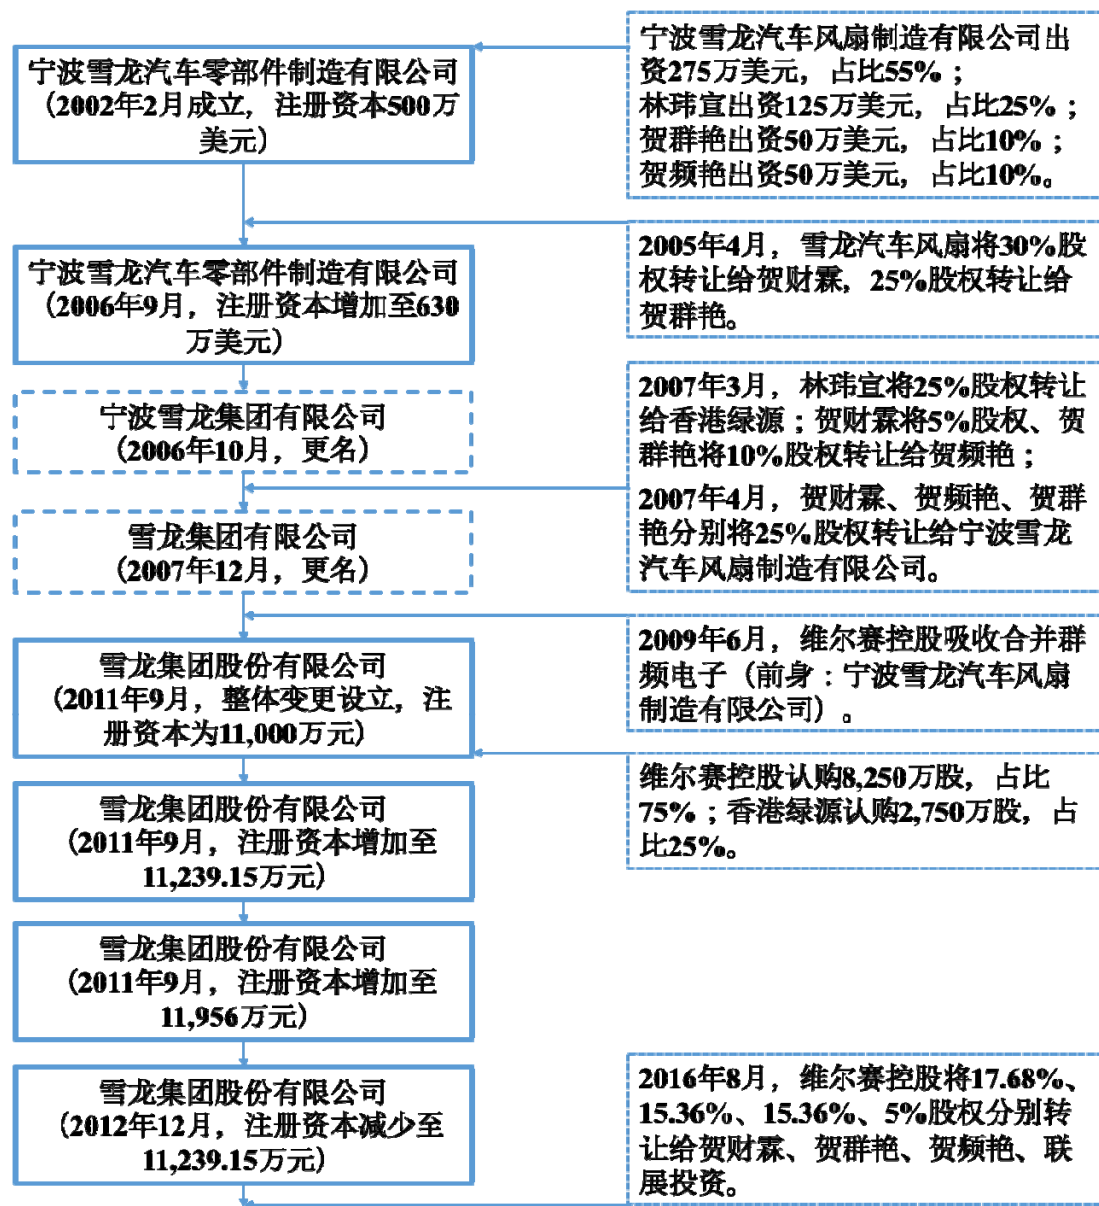 宁波雪龙汽车零部件制造有限公司
（2002年2月成立，注册资本500万
美元）
宁波雪龙汽车风扇制造有限公司出
资275万美元，占比55%；
林玮宣出资125万美元，占比25%；
贺群艳出资50万美元，占比10%；
贺频艳出资50万美元，占比10%。
2005年4月，雪龙汽车风扇将30%股
权转让给贺财霖，25%股权转让给
贺群艳。
宁波雪龙汽车零部件制造有限公司
（2006年9月，注册资本增加至630
万美元）
宁波雪龙集团有限公司
（2006年10月，更名）
2007年3月，林玮宣将25%股权转让
给香港绿源；贺财霖将5%股权、贺
群艳将10%股权转让给贺频艳；
2007年4月，贺财霖、贺频艳、贺群
艳分别将25%股权转让给宁波雪龙
汽车风扇制造有限公司。
雪龙集团有限公司
（2007年12月，更名）
2009年6月，维尔赛控股吸收合并群
频电子（前身：宁波雪龙汽车风扇
制造有限公司）。
雪龙集团股份有限公司
（2011年9月，整体变更设立，注
册资本为11,000万元）
维尔赛控股认购8,250万股，占比
75%；香港绿源认购2,750万股，占
比25%。
雪龙集团股份有限公司
（2011年9月，注册资本增加至
11,239.15万元）
雪龙集团股份有限公司
（2011年9月，注册资本增加至
11,956万元）
雪龙集团股份有限公司
（2012年12月，注册资本减少至
11,239.15万元）
2016年8月，维尔赛控股将17.68%、
15.36%、15.36%、5%股权分别转
让给贺财霖、贺群艳、贺频艳、联
展投资。